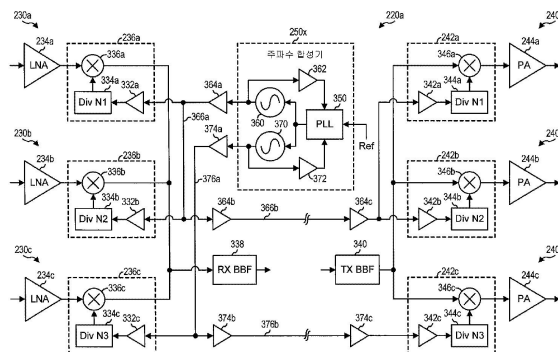 230a
236a
250x
220a
242a
240
234a
336a
주파수 합성기
346a
244a
LNA
334a
332a
364a
362
350
342a
344a
PA
Div N1
366a
360
370
PLL
Div N1
374a
Ref
372
230b
236b
376a
242b
240
234b
336b
346b
244b
LNA
334b
332b
364b
366b
364c
342b
344b
PA
Div N2
Div N2
230c
236c
338
340
242c
240
234c
336c
RX BBF
TX BBF
346c
244c
LNA
334c
332c
374b
376b
374c
342c
344c
PA
Div N3
Div N3